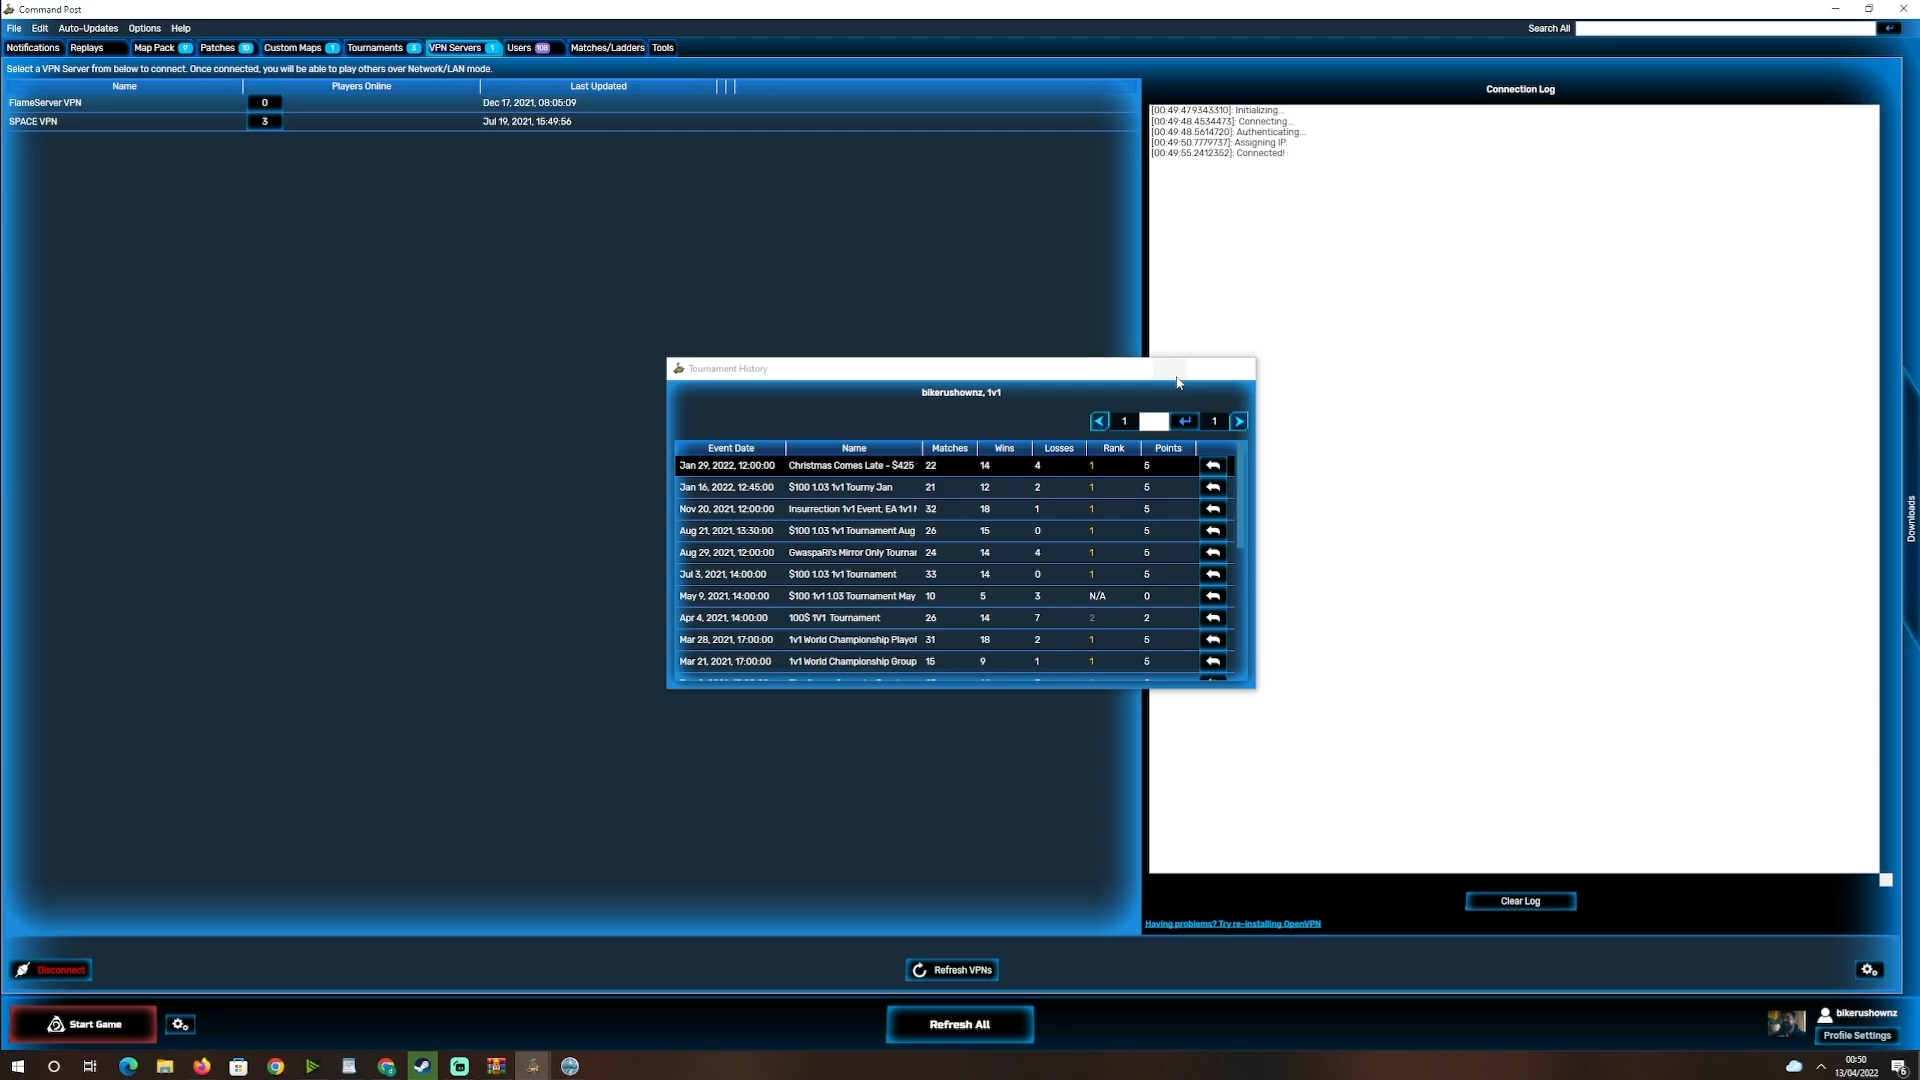 Command Post
File Edit Auto-Updates Options Help Search All
Notifications Replays Map Pack 9 Patches 10 Custom Maps 1 Tournaments 3 VPN Servers 1 Users 108 Matches/Ladders Tools
Select a VPN Server from below to connect. Once connected, you will be able to play others over Network/LAN mode.
Name Players Online Last Updated
FlameServer VPN 0 Dec 17, 2021, 08:05:09
SPACE VPN 3 Jul 19, 2021, 15:49:56
Connection Log
[00:49:47.9343310]: Initializing...
[00:49:48.4534473]: Connecting...
[00:49:48.5614720]: Authenticating...
[00:49:50.7779737]: Assigning IP.
[00:49:55.2412352]: Connected!
Tournament History
bikerushownz, 1v1
1 1
Event Date Name Matches Wins Losses Rank Points
Jan 29, 2022, 12:00:00 Christmas Comes Late - $425 22 14 4 1 5
Jan 16, 2022, 12:45:00 $100 1.03 1v1 Tourny Jan 21 12 2 1 5
Nov 20, 2021, 12:00:00 Insurrection 1v1 Event, EA 1v1 32 18 1 1 5
Aug 21, 2021, 13:30:00 $100 1.03 1v1 Tournament Aug 26 15 0 1 5
Aug 29, 2021, 12:00:00 GwaspaRi's Mirror Only Tournar 24 14 4 1 5
Jul 3, 2021, 14:00:00 $100 1.03 1v1 Tournament 33 14 0 1 5
May 9, 2021, 14:00:00 $100 1v1 1.03 Tournament May 10 5 3 N/A 0
Apr 4, 2021, 14:00:00 100$ 1V1 Tournament 26 14 7 2 2
Mar 28, 2021, 17:00:00 1v1 World Championship Playof 31 18 2 1 5
Mar 21, 2021, 17:00:00 1v1 World Championship Group 15 9 1 1 5
Downloads
Clear Log
Having problems? Try re-installing OpenVPN
Disconnect
Refresh VPNs
Start Game
Refresh All
bikerushownz
Profile Settings
00:50
13/04/2022
6